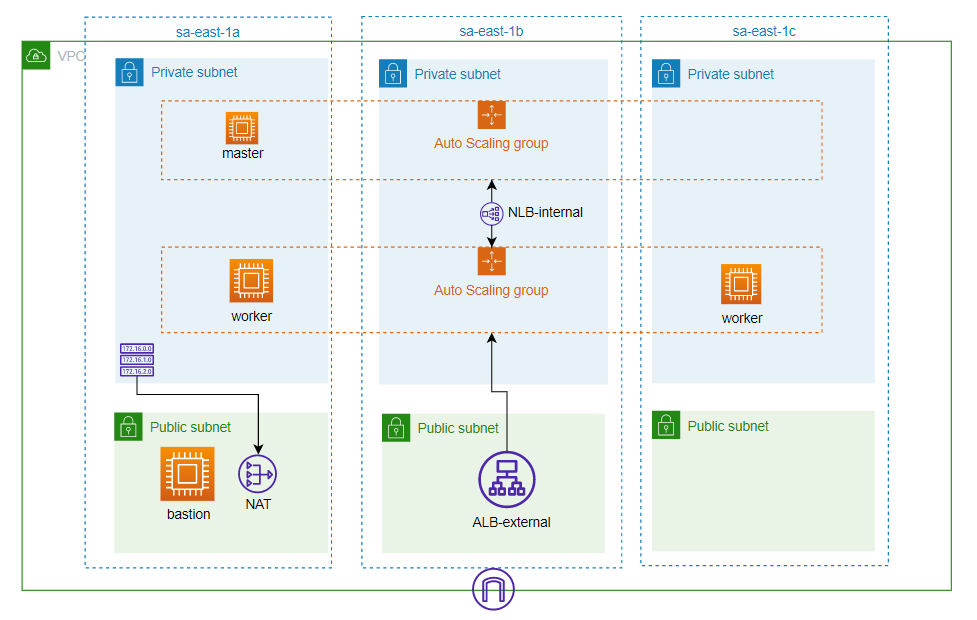 sa-east-1a
sa-east-1b
sa-east-1c
VPC
Private subnet
Private subnet
Private subnet
master
Auto Scaling group
NLB-internal
worker
Auto Scaling group
worker
172.16.0.0
172.16.1.0
172.16.2.0
Public subnet
Public subnet
Public subnet
bastion
NAT
ALB-external